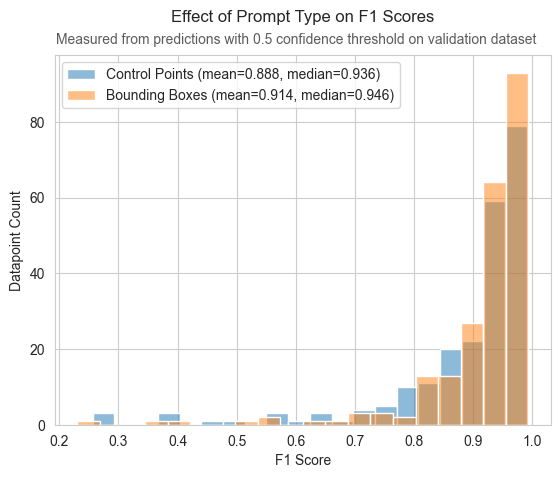 Effect of Prompt Type on F1 Scores
Measured from predictions with 0.5 confidence threshold on validation dataset
Control Points (mean=0.888, median=0.936)
Bounding Boxes (mean=0.914, median=0.946)
Datapoint Count
80
60
40
20
0
0.2 0.3 0.4 0.5 0.6 0.7 0.8 0.9 1.0
F1 Score